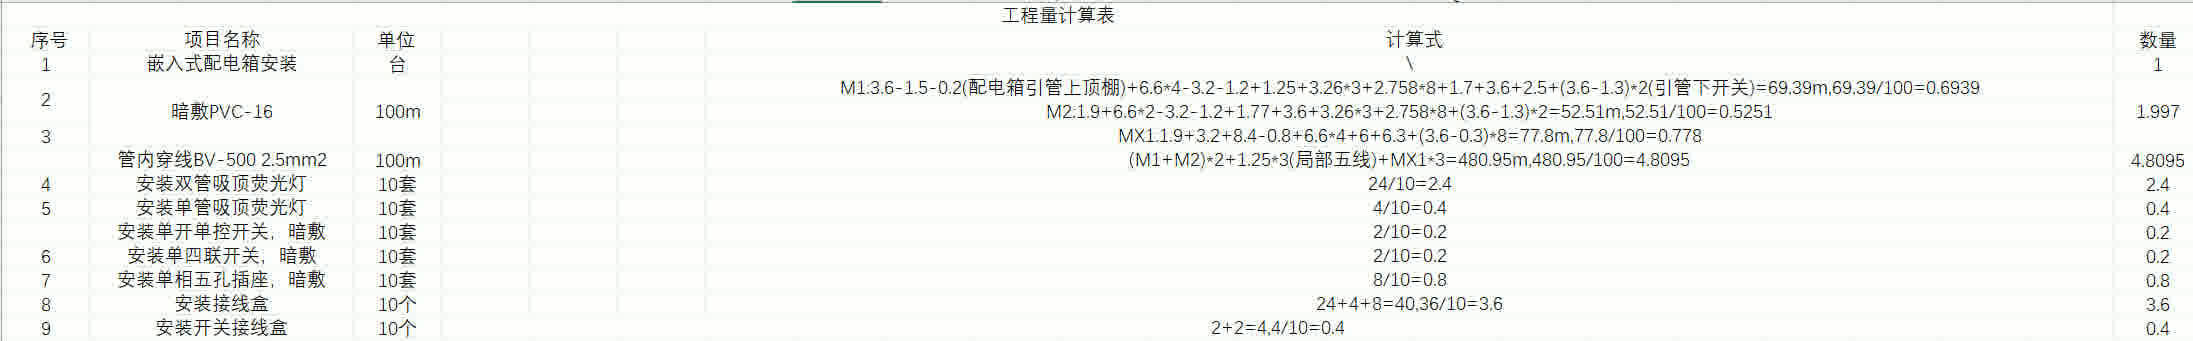 工程量计算表
序号 项目名称 单位 计算式 数量
1 嵌入式配电箱安装 台 \ 1
M1:3.6-1.5-0.2(配电箱引管上顶棚)+6.6*4-3.2-1.2+1.25+3.26*3+2.758*8+1.7+3.6+2.5+(3.6-1.3)*2(引管下开关)=69.39m,69.39/100=0.6939
2 暗敷PVC-16 100m M2:1.9+6.6*2-3.2-1.2+1.77+3.6+3.26*3+2.758*8+(3.6-1.3)*2=52.51m,52.51/100=0.5251 1.997
3 MX1.1.9+3.2+8.4-0.8+6.6*4+6+6.3+(3.6-0.3)*8=77.8m,77.8/100=0.778
管内穿线BV-500 2.5mm2 100m (M1+M2)*2+1.25*3(局部五线)+MX1*3=480.95m,480.95/100=4.8095 4.8095
4 安装双管吸顶荧光灯 10套 24/10=2.4 2.4
5 安装单管吸顶荧光灯 10套 4/10=0.4 0.4
安装单开单控开关，暗敷 10套 2/10=0.2 0.2
6 安装单四联开关，暗敷 10套 2/10=0.2 0.2
7 安装单相五孔插座，暗敷 10套 8/10=0.8 0.8
8 安装接线盒 10个 24+4+8=40,36/10=3.6 3.6
9 安装开关接线盒 10个 2+2=4,4/10=0.4 0.4